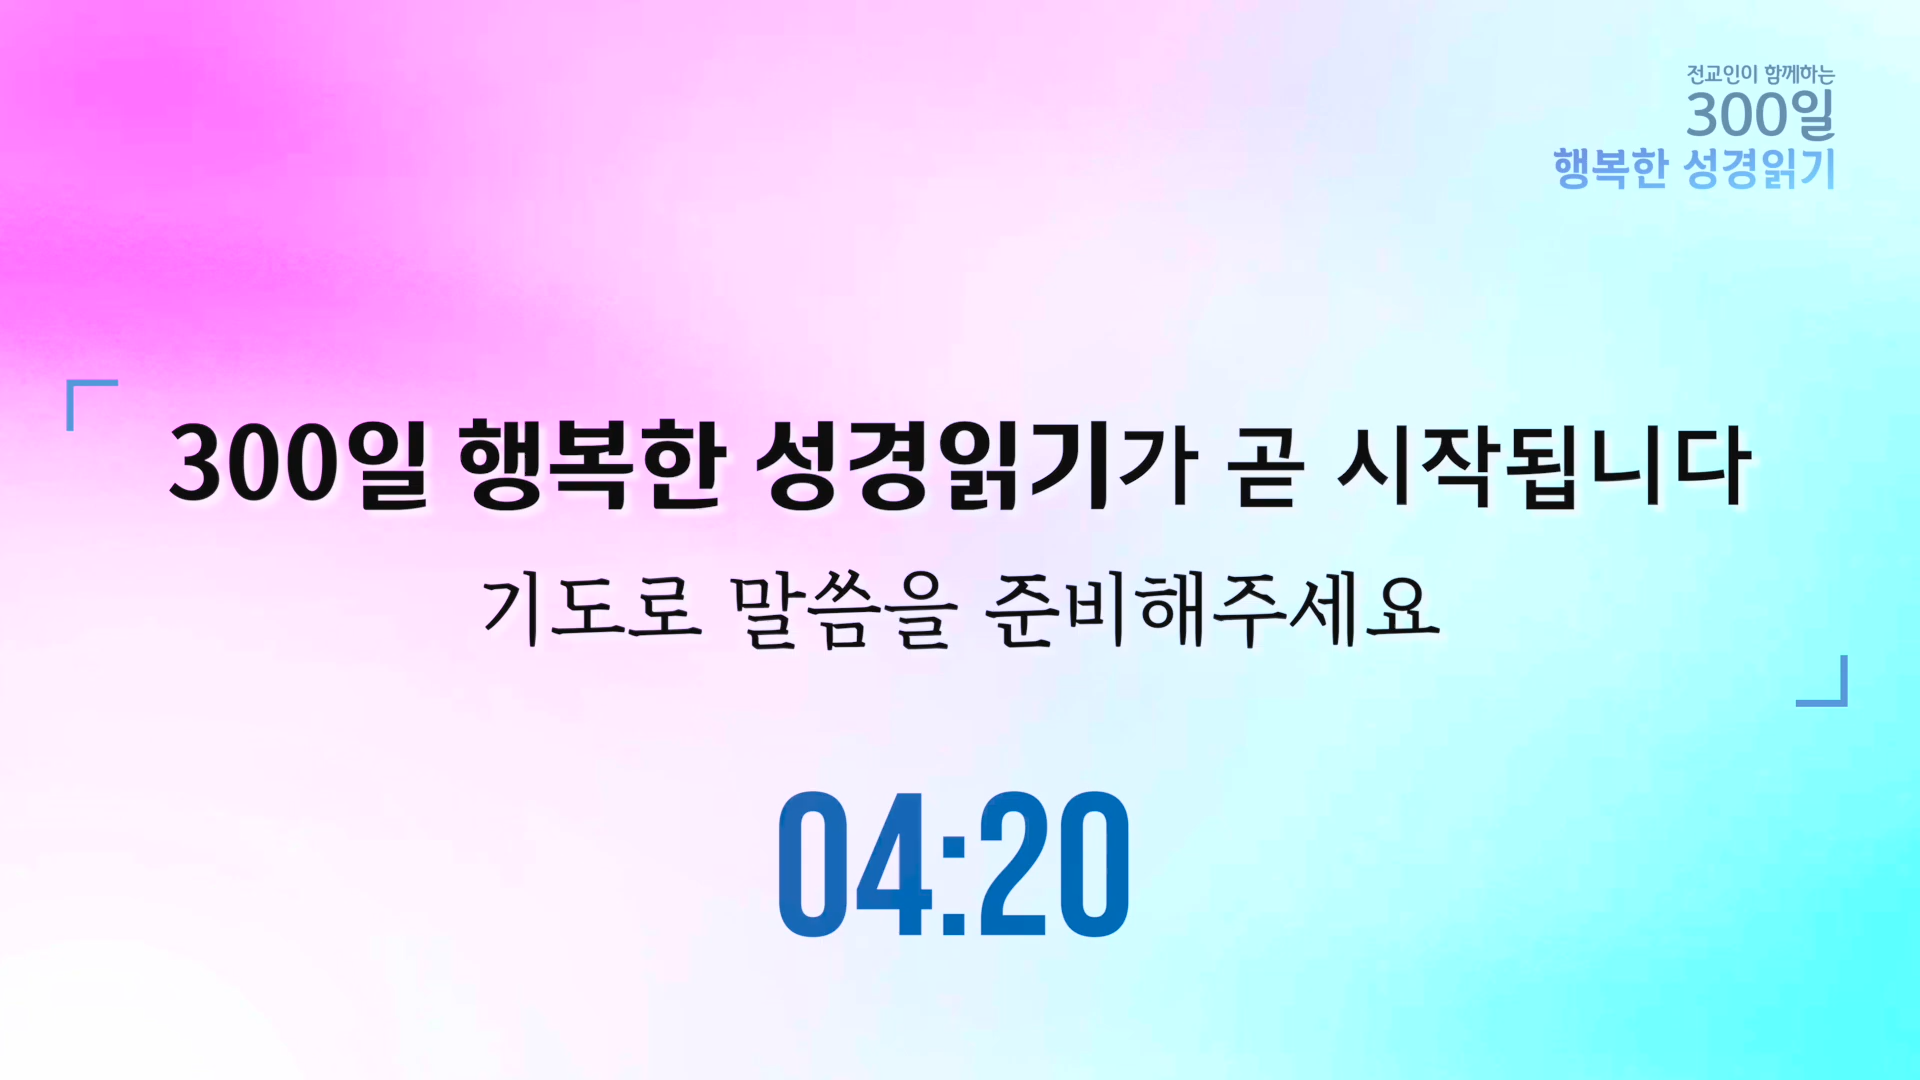 전교인이 함께하는
300일
행복한 성경읽기
300일 행복한 성경읽기가 곧 시작됩니다
기도로 말씀을 준비해주세요
04:20